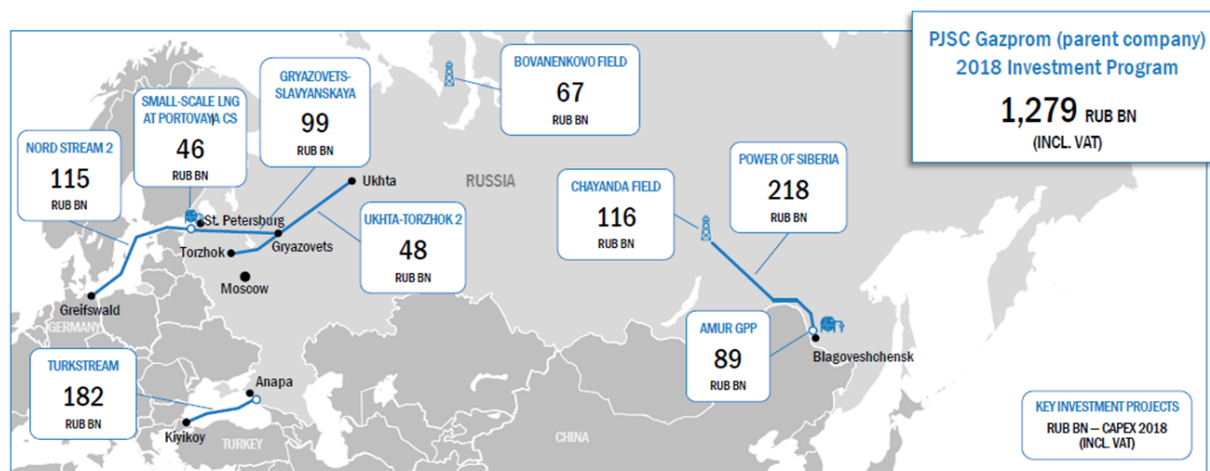 PJSC Gazprom (parent company)
2018 Investment Program
1,279 RUB BN
(INCL. VAT)
BOVANENKOVO FIELD
67
RUB BN
GRYAZOVETS-
SLAVYANSKAYA
99
RUB BN
SMALL-SCALE LNG
AT PORTOVAYA CS
46
RUB BN
NORD STREAM 2
115
RUB BN
POWER OF SIBERIA
218
RUB BN
CHAYANDA FIELD
116
RUB BN
Ukhta
RUSSIA
St. Petersburg
UKHTA-TORZHOK 2
48
RUB BN
Gryazovets
Torzhok
Moscow
Greifswald
GERMANY
AMUR GPP
89
RUB BN
Blagoveshchensk
TURKSTREAM
182
RUB BN
Anapa
Kiyikoy
TURKEY
CHINA
KEY INVESTMENT PROJECTS
RUB BN – CAPEX 2018
(INCL. VAT)